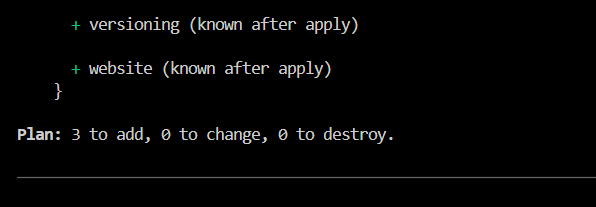 + versioning (known after apply)
+ website (known after apply)
}
Plan: 3 to add, 0 to change, 0 to destroy.